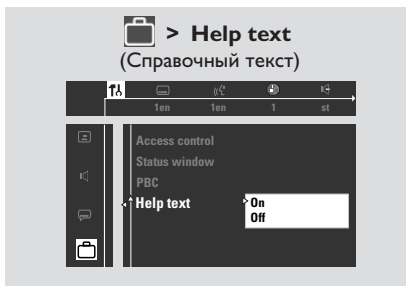 > Help text
(Справочный текст)
1en 1en 1 st
Access control
Status window
PBC
Help text
On
Off